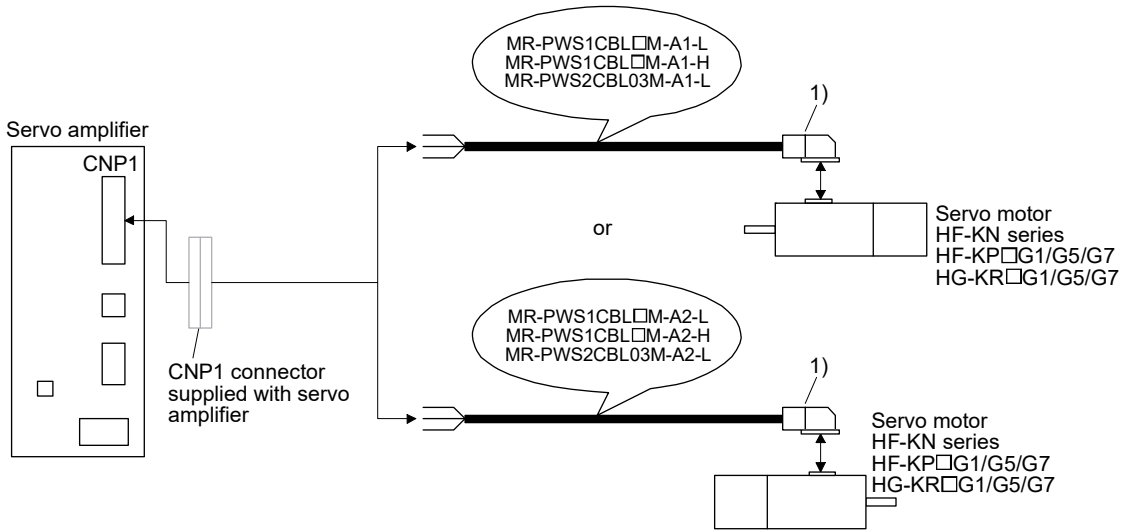 MR-PWS1CBL□M-A1-L
MR-PWS1CBL□M-A1-H
MR-PWS2CBL03M-A1-L
1)
Servo amplifier
CNP1
or
Servo motor
HF-KN series
HF-KP□G1/G5/G7
HG-KR□G1/G5/G7
MR-PWS1CBL□M-A2-L
MR-PWS1CBL□M-A2-H
MR-PWS2CBL03M-A2-L
CNP1 connector
supplied with servo
amplifier
1)
Servo motor
HF-KN series
HF-KP□G1/G5/G7
HG-KR□G1/G5/G7